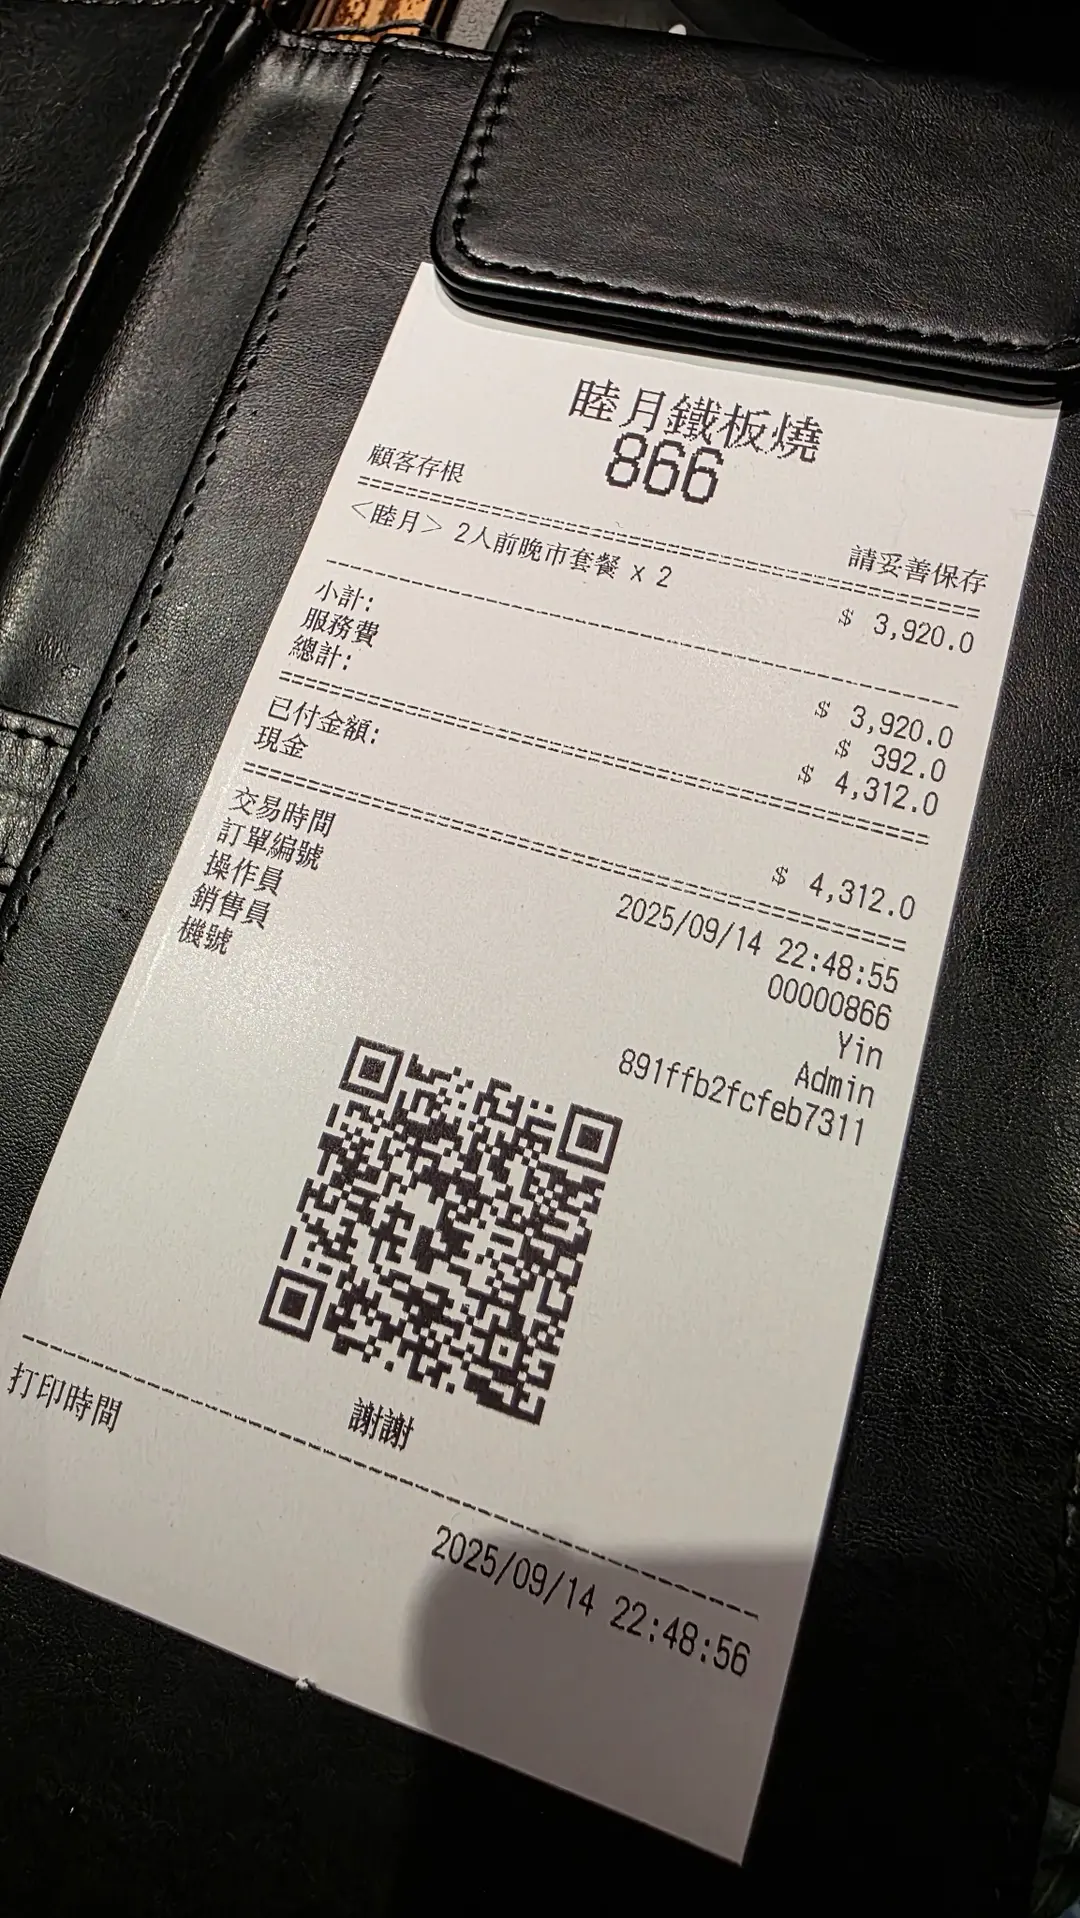 睦月鐵板燒
866
顧客存根 請妥善保存
<睦月> 2人前晚市套餐 x 2
$ 3,920.0
小計: $ 3,920.0
服務費 $ 392.0
總計: $ 4,312.0
已付金額:
現金 $ 4,312.0
交易時間 2025/09/14 22:48:55
訂單編號 00000866
操作員 Yin
銷售員 Admin
機號 891ffb2fcfeb7311
謝謝
打印時間 2025/09/14 22:48:56